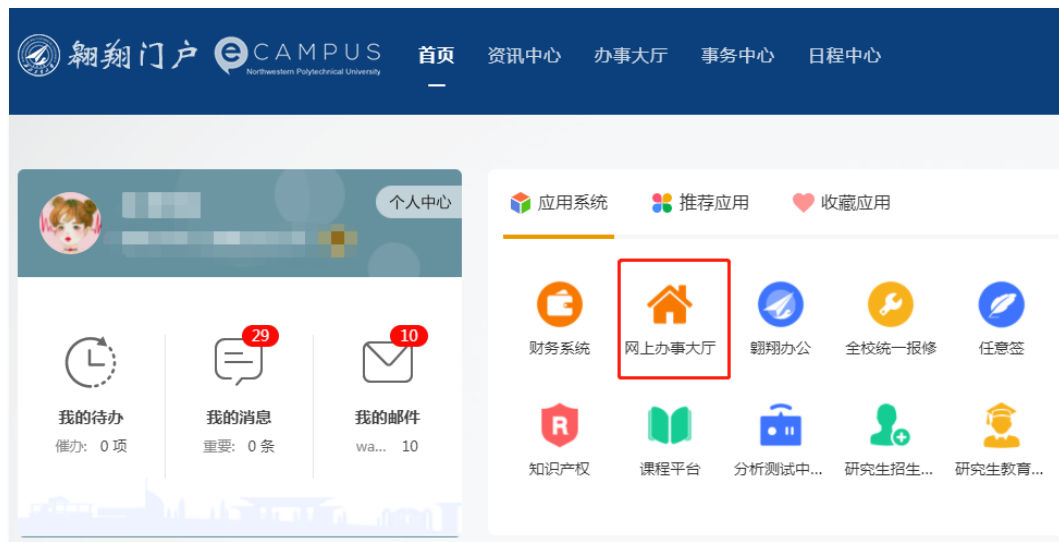 翱翔门户 eCAMPUS 首页 资讯中心 办事大厅 事务中心 日程中心
Northwestern Polytechnical University
个人中心
应用系统 推荐应用 收藏应用
财务系统 网上办事大厅 翱翔办公 全校统一报修 任意签
29 10
我的待办 我的消息 我的邮件
催办: 0 项 重要: 0 条 wa... 10
R
知识产权 课程平台 分析测试中... 研究生招生... 研究生教育...